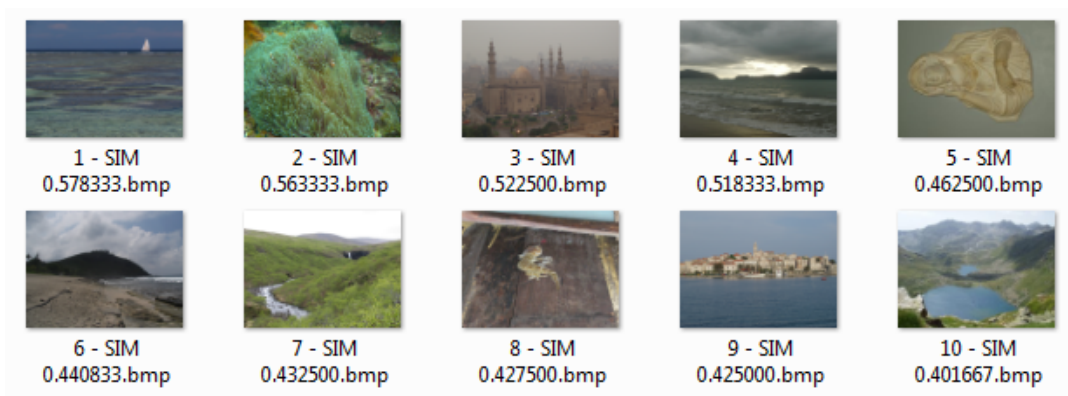 1 - SIM
0.578333.bmp
2 - SIM
0.563333.bmp
3 - SIM
0.522500.bmp
4 - SIM
0.518333.bmp
5 - SIM
0.462500.bmp
6 - SIM
0.440833.bmp
7 - SIM
0.432500.bmp
8 - SIM
0.427500.bmp
9 - SIM
0.425000.bmp
10 - SIM
0.401667.bmp